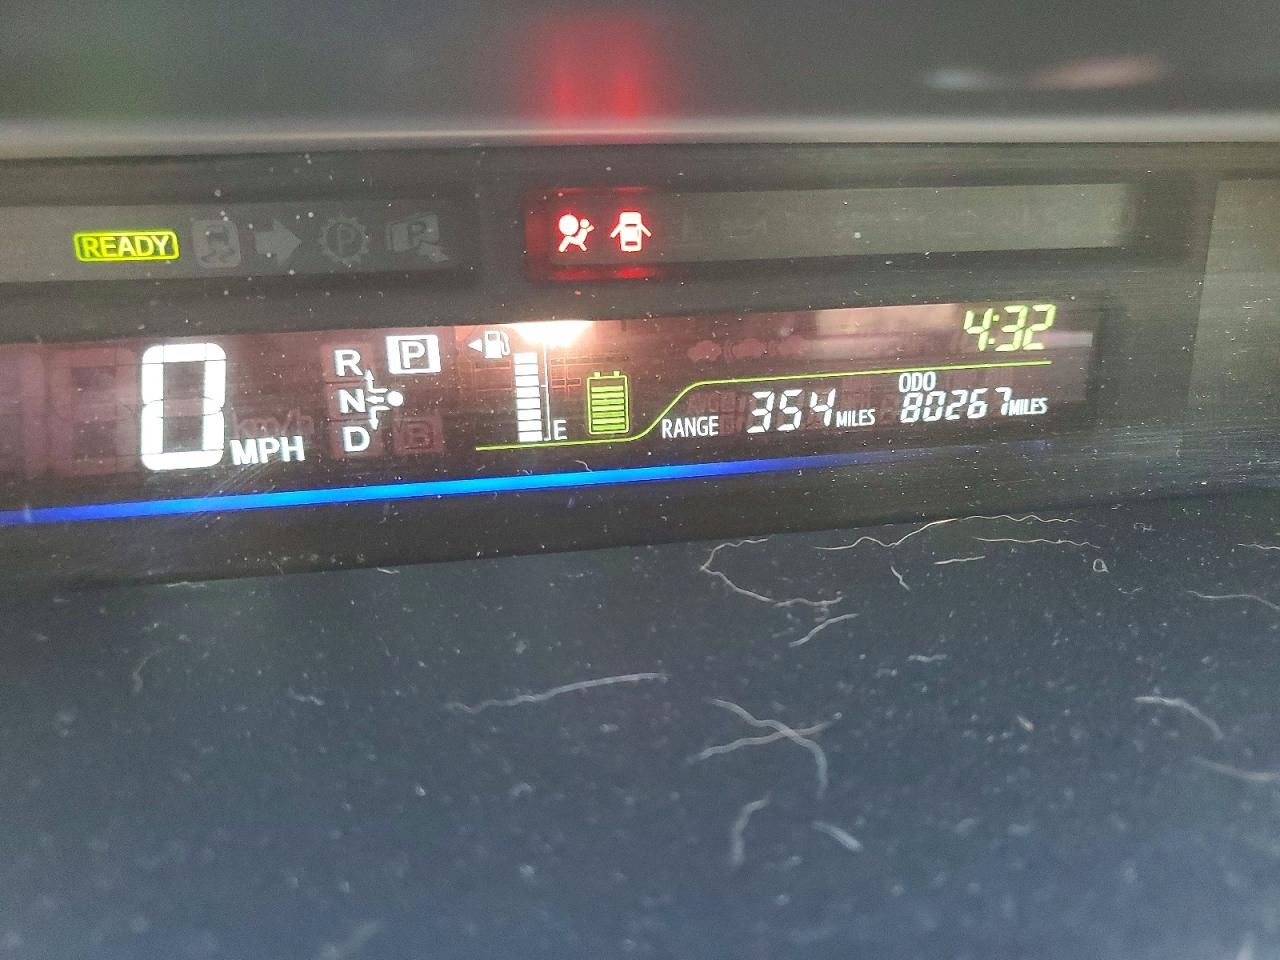 READY
4:32
0 MPH
R P
N
D B
E
RANGE 354 MILES
ODO
80267 MILES